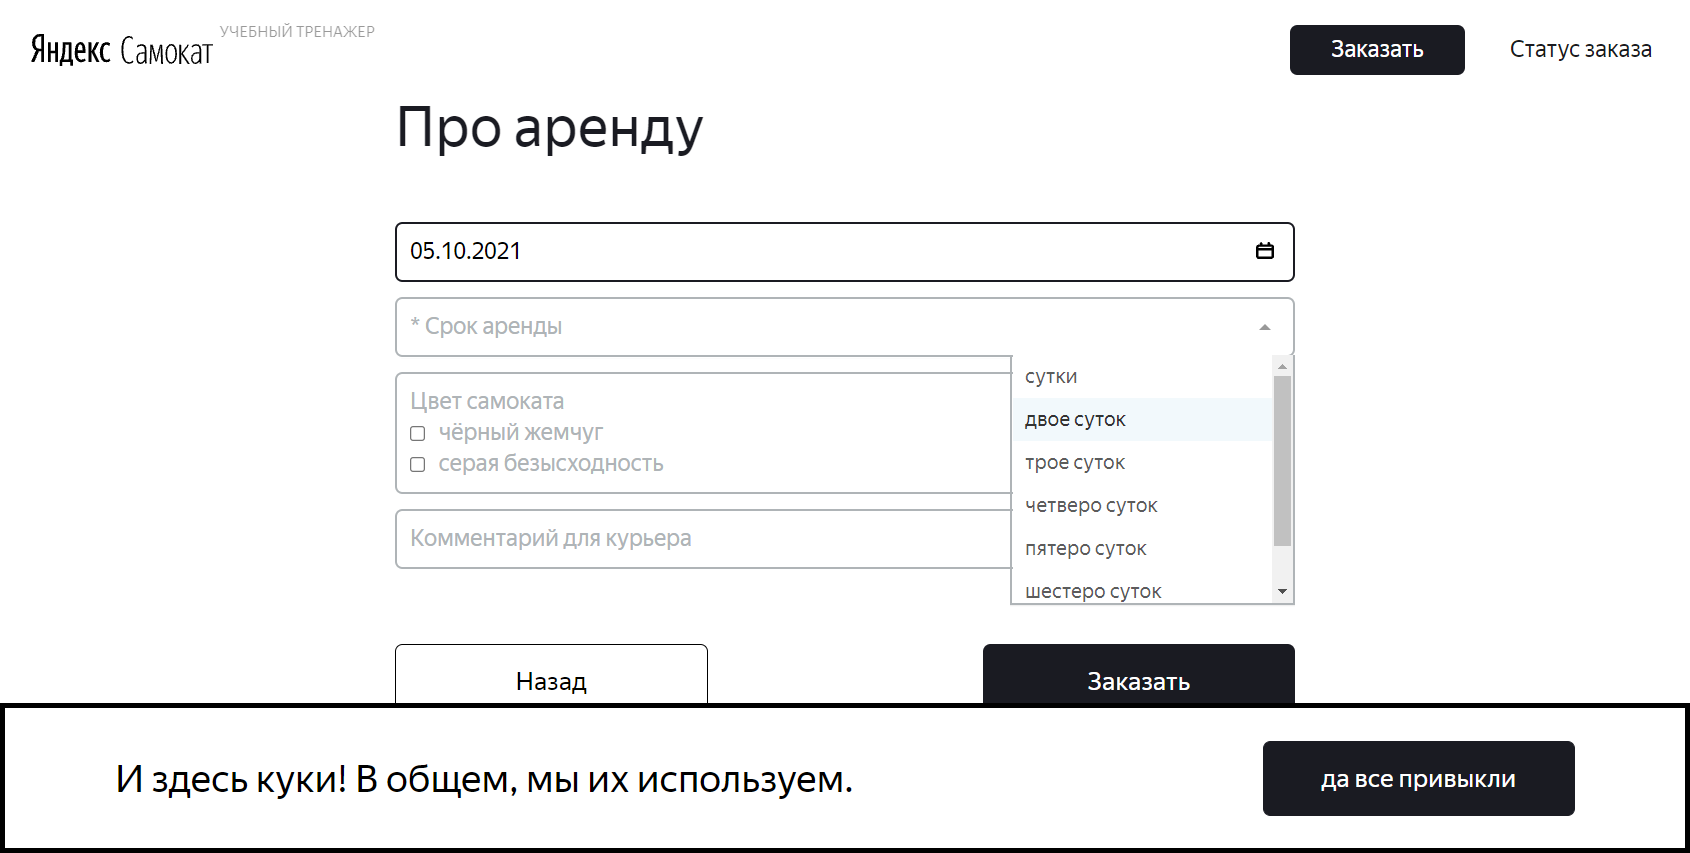 Яндекс Самокат
УЧЕБНЫЙ ТРЕНАЖЕР
Заказать
Статус заказа
Про аренду
05.10.2021
* Срок аренды
сутки
двое суток
трое суток
четверо суток
пятеро суток
шестеро суток
Цвет самоката
чёрный жемчуг
серая безысходность
Комментарий для курьера
Назад
Заказать
И здесь куки! В общем, мы их используем.
да все привыкли